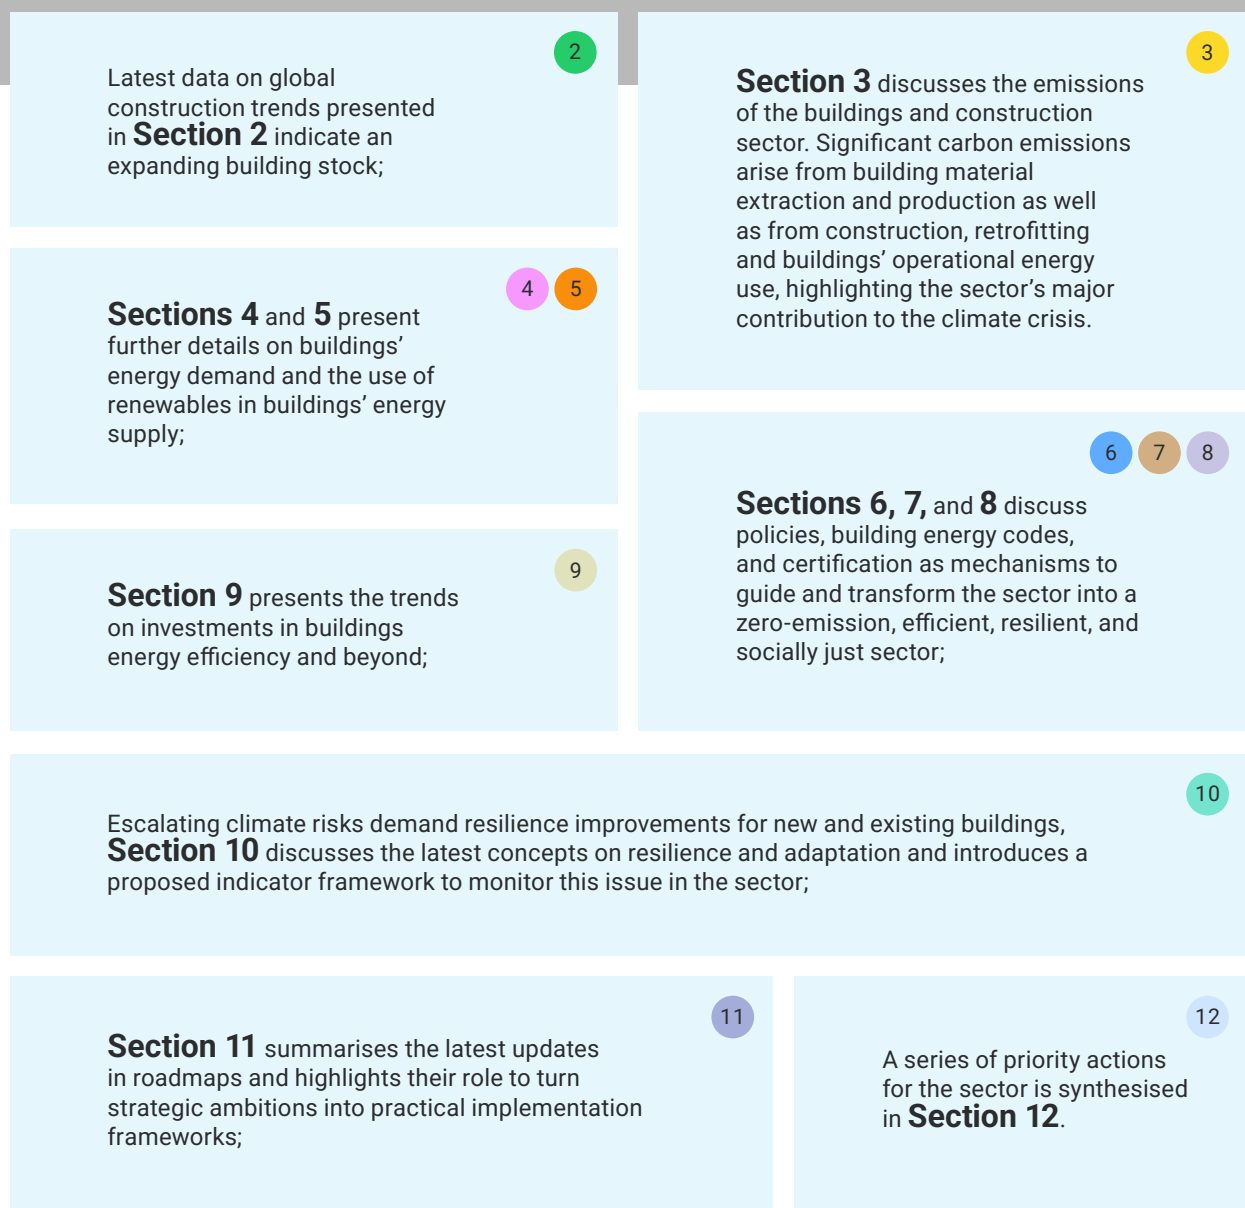 2
Latest data on global
construction trends presented
in Section 2 indicate an
expanding building stock;
3
Section 3 discusses the emissions
of the buildings and construction
sector. Significant carbon emissions
arise from building material
extraction and production as well
as from construction, retrofitting
and buildings’ operational energy
use, highlighting the sector’s major
contribution to the climate crisis.
4 5
Sections 4 and 5 present
further details on buildings’
energy demand and the use of
renewables in buildings’ energy
supply;
6 7 8
Sections 6, 7, and 8 discuss
policies, building energy codes,
and certification as mechanisms to
guide and transform the sector into a
zero-emission, efficient, resilient, and
socially just sector;
9
Section 9 presents the trends
on investments in buildings
energy efficiency and beyond;
10
Escalating climate risks demand resilience improvements for new and existing buildings,
Section 10 discusses the latest concepts on resilience and adaptation and introduces a
proposed indicator framework to monitor this issue in the sector;
11
Section 11 summarises the latest updates
in roadmaps and highlights their role to turn
strategic ambitions into practical implementation
frameworks;
12
A series of priority actions
for the sector is synthesised
in Section 12.